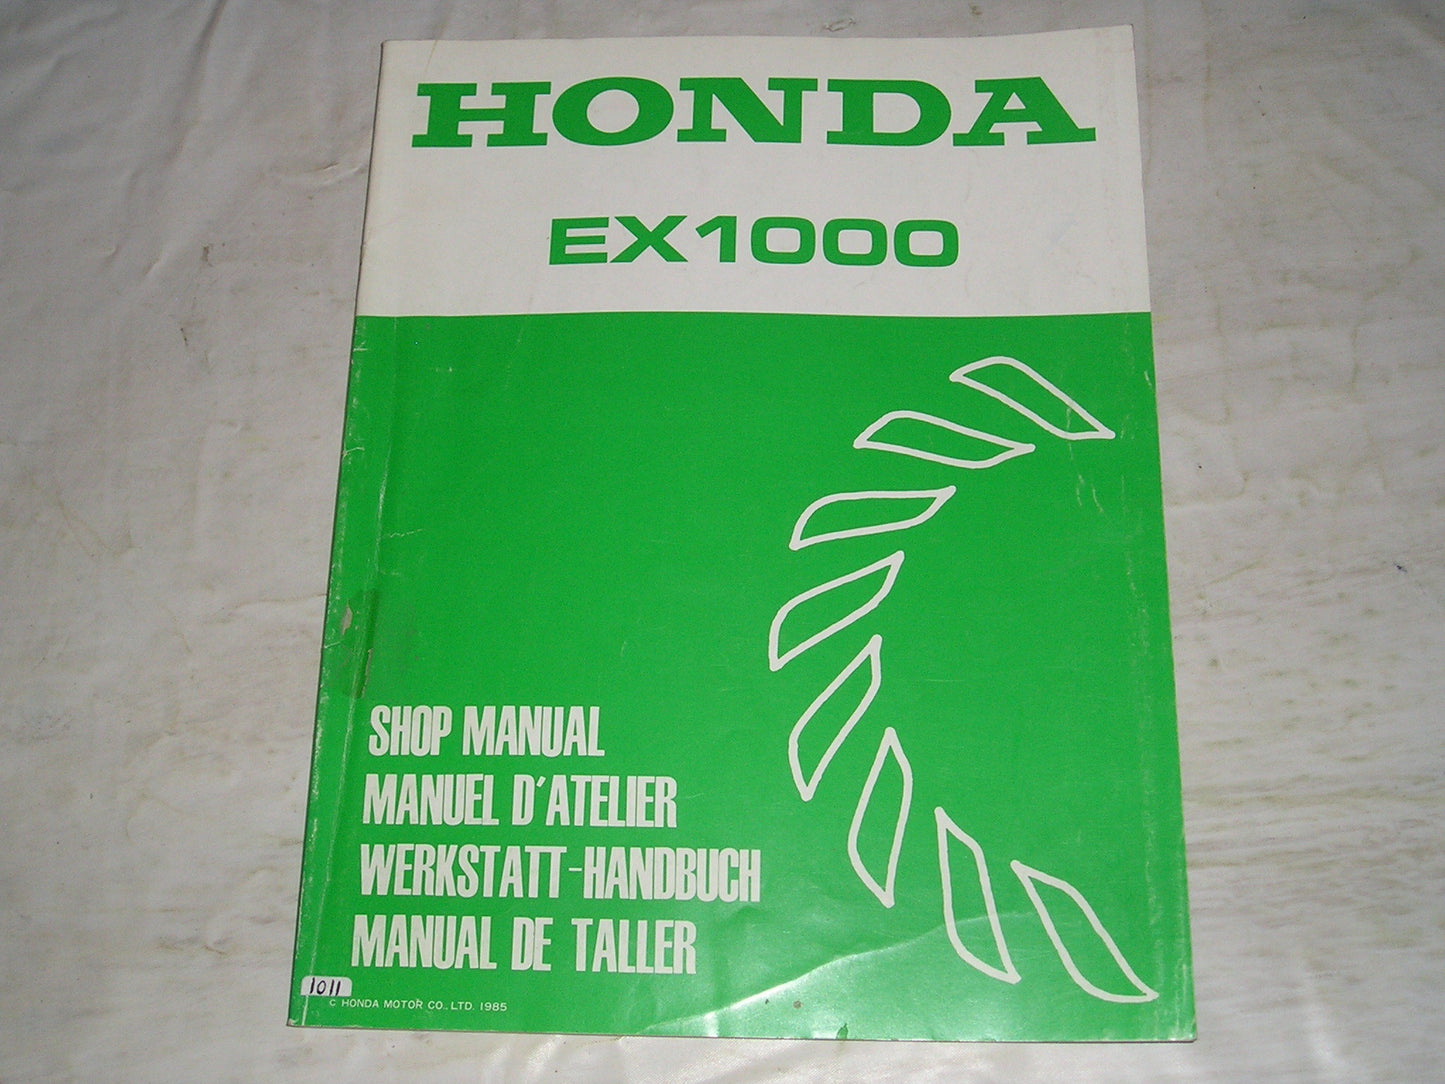 HONDA
EX1000
SHOP MANUAL
MANUEL D'ATELIER
WERKSTATT-HANDBUCH
MANUAL DE TALLER
1011
© HONDA MOTOR CO., LTD. 1985